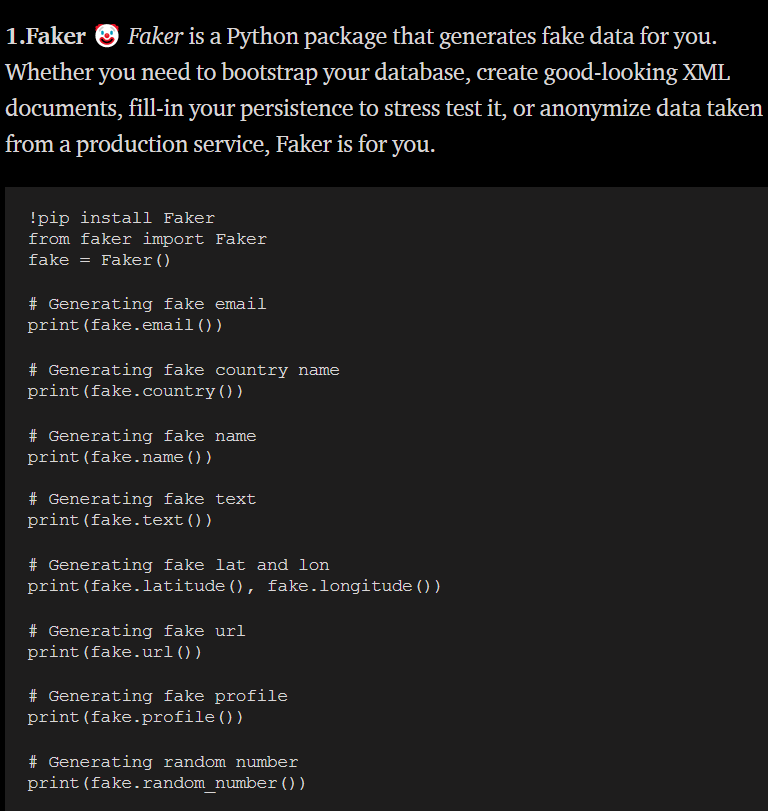 1.Faker 🤡 Faker is a Python package that generates fake data for you.
Whether you need to bootstrap your database, create good-looking XML
documents, fill-in your persistence to stress test it, or anonymize data taken
from a production service, Faker is for you.
!pip install Faker
from faker import Faker
fake = Faker()
# Generating fake email
print(fake.email())
# Generating fake country name
print(fake.country())
# Generating fake name
print(fake.name())
# Generating fake text
print(fake.text())
# Generating fake lat and lon
print(fake.latitude(), fake.longitude())
# Generating fake url
print(fake.url())
# Generating fake profile
print(fake.profile())
# Generating random number
print(fake.random_number())